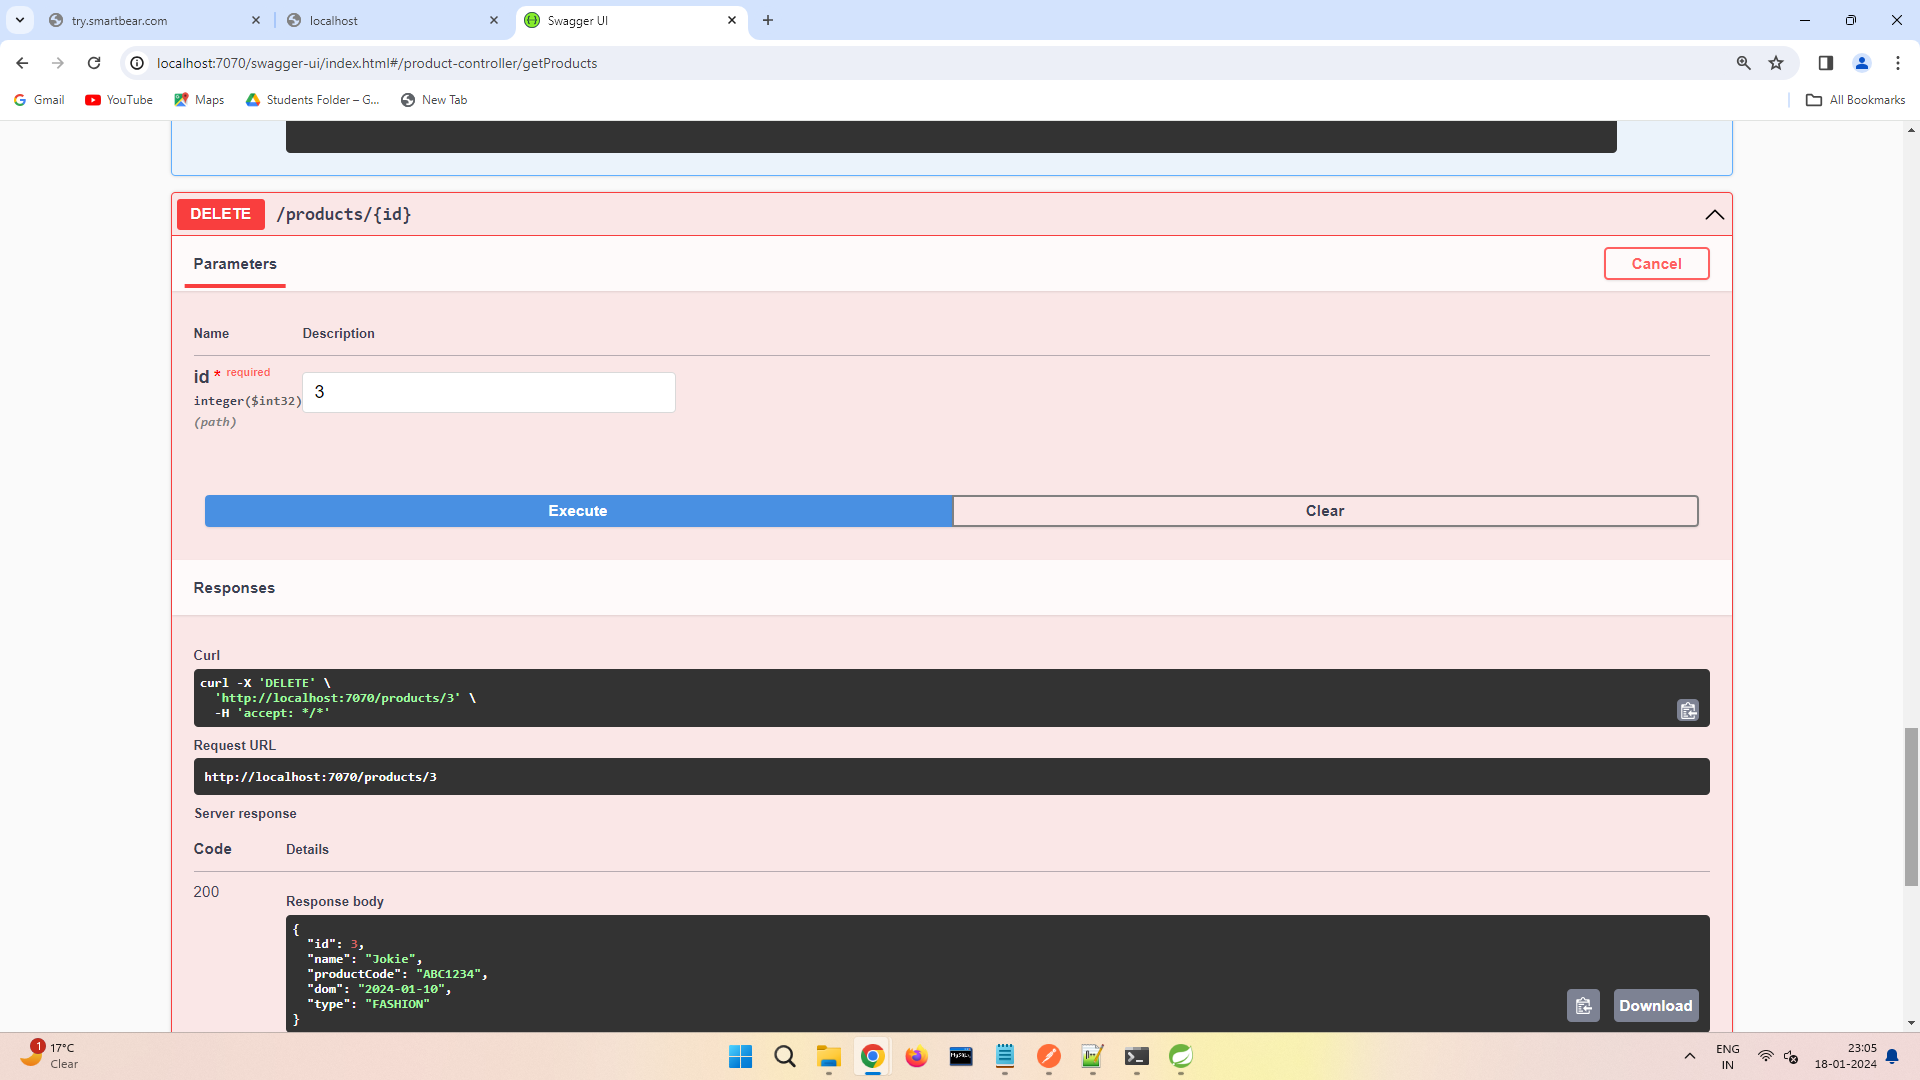 try.smartbear.com
localhost
Swagger UI
localhost:7070/swagger-ui/index.html#/product-controller/getProducts
Gmail
YouTube
Maps
Students Folder – G...
New Tab
All Bookmarks
DELETE /products/{id}
Parameters
Cancel
Name Description
id * required
integer($int32)
(path)
3
Execute
Clear
Responses
Curl
curl -X 'DELETE' \
'http://localhost:7070/products/3' \
-H 'accept: */*'
Request URL
http://localhost:7070/products/3
Server response
Code Details
200
Response body
{
"id": 3,
"name": "Jokie",
"productCode": "ABC1234",
"dom": "2024-01-10",
"type": "FASHION"
}
Download
1
17°C
Clear
ENG
IN
23:05
18-01-2024